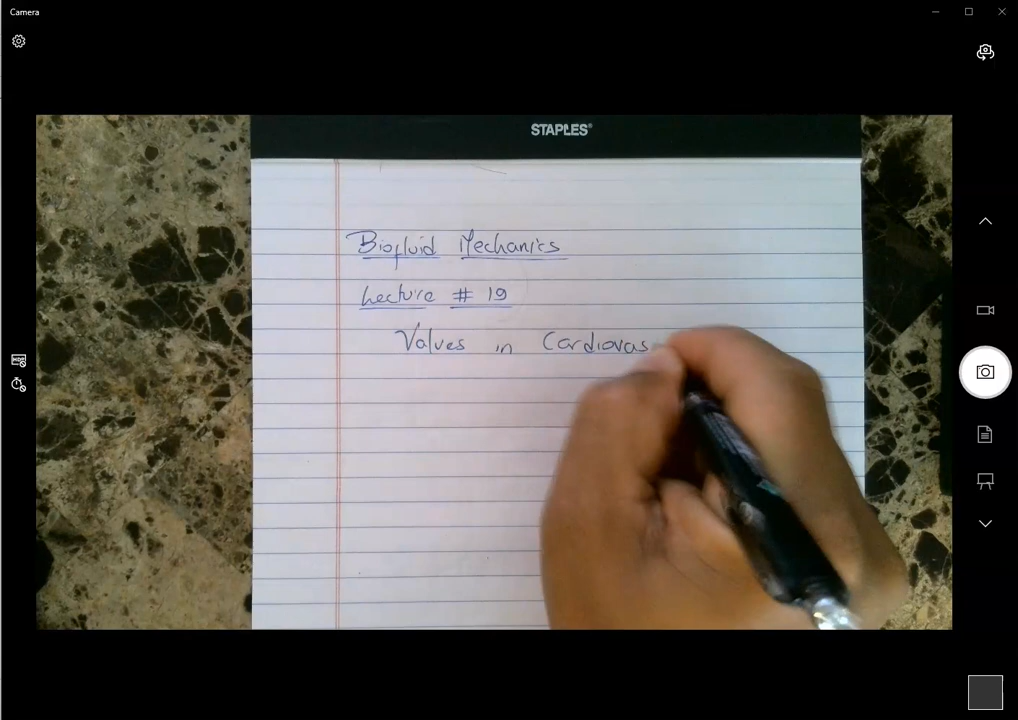 Camera
STAPLES®
Biofluid Mechanics
Lecture # 19
Valves in Cardiovas